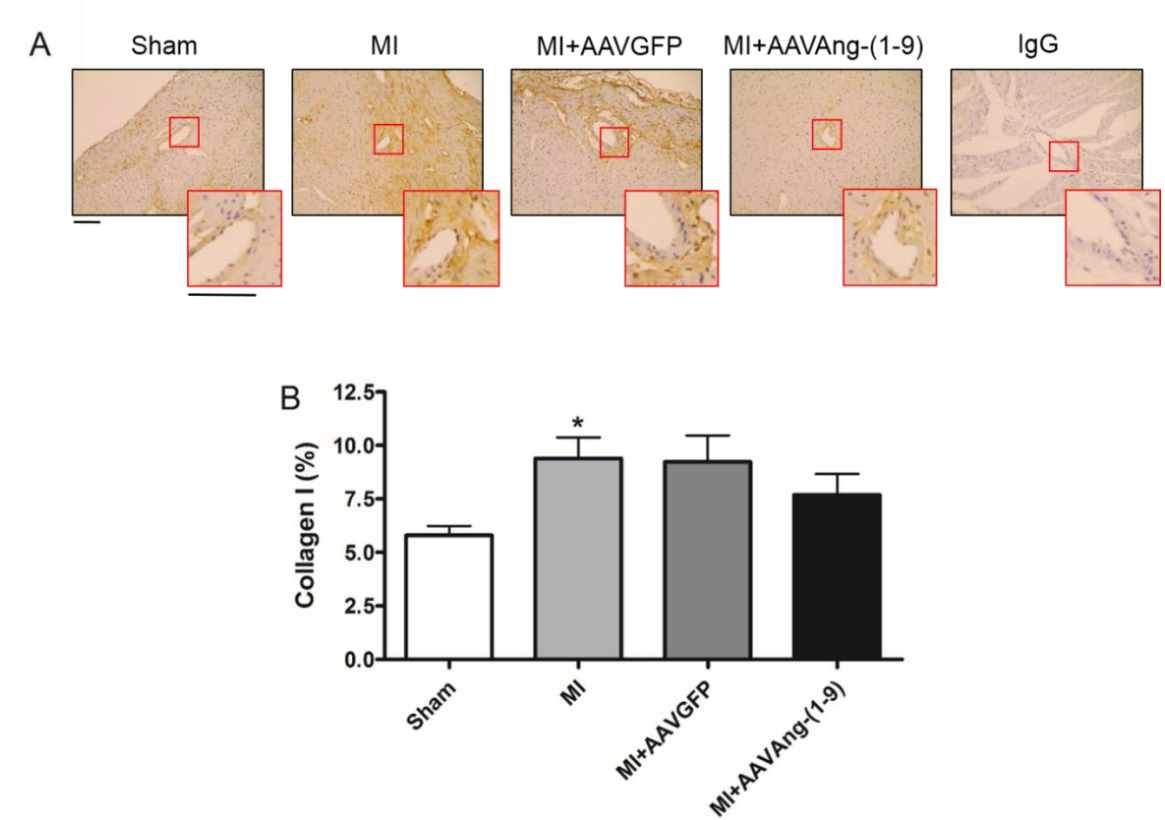 A
Sham
MI
MI+AAVGFP
MI+AAVAng-(1-9)
IgG
B
Collagen I (%)
12.5
10.0
7.5
5.0
2.5
0.0
*
Sham
MI
MI+AAVGFP
MI+AAVAng-(1-9)